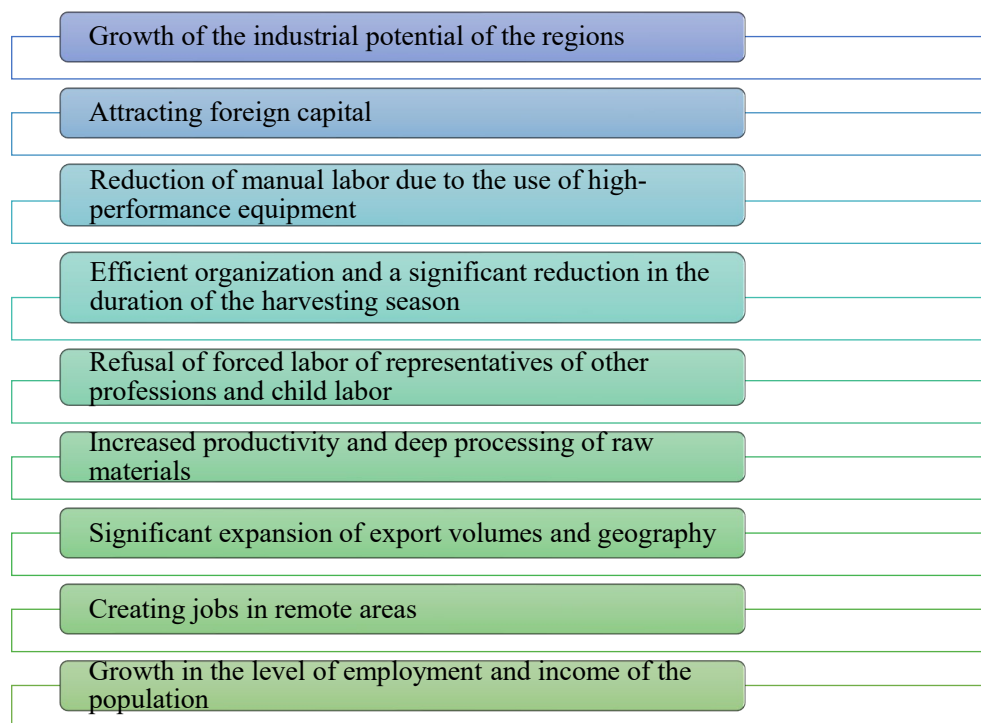 Growth of the industrial potential of the regions
Attracting foreign capital
Reduction of manual labor due to the use of high-
performance equipment
Efficient organization and a significant reduction in the
duration of the harvesting season
Refusal of forced labor of representatives of other
professions and child labor
Increased productivity and deep processing of raw
materials
Significant expansion of export volumes and geography
Creating jobs in remote areas
Growth in the level of employment and income of the
population